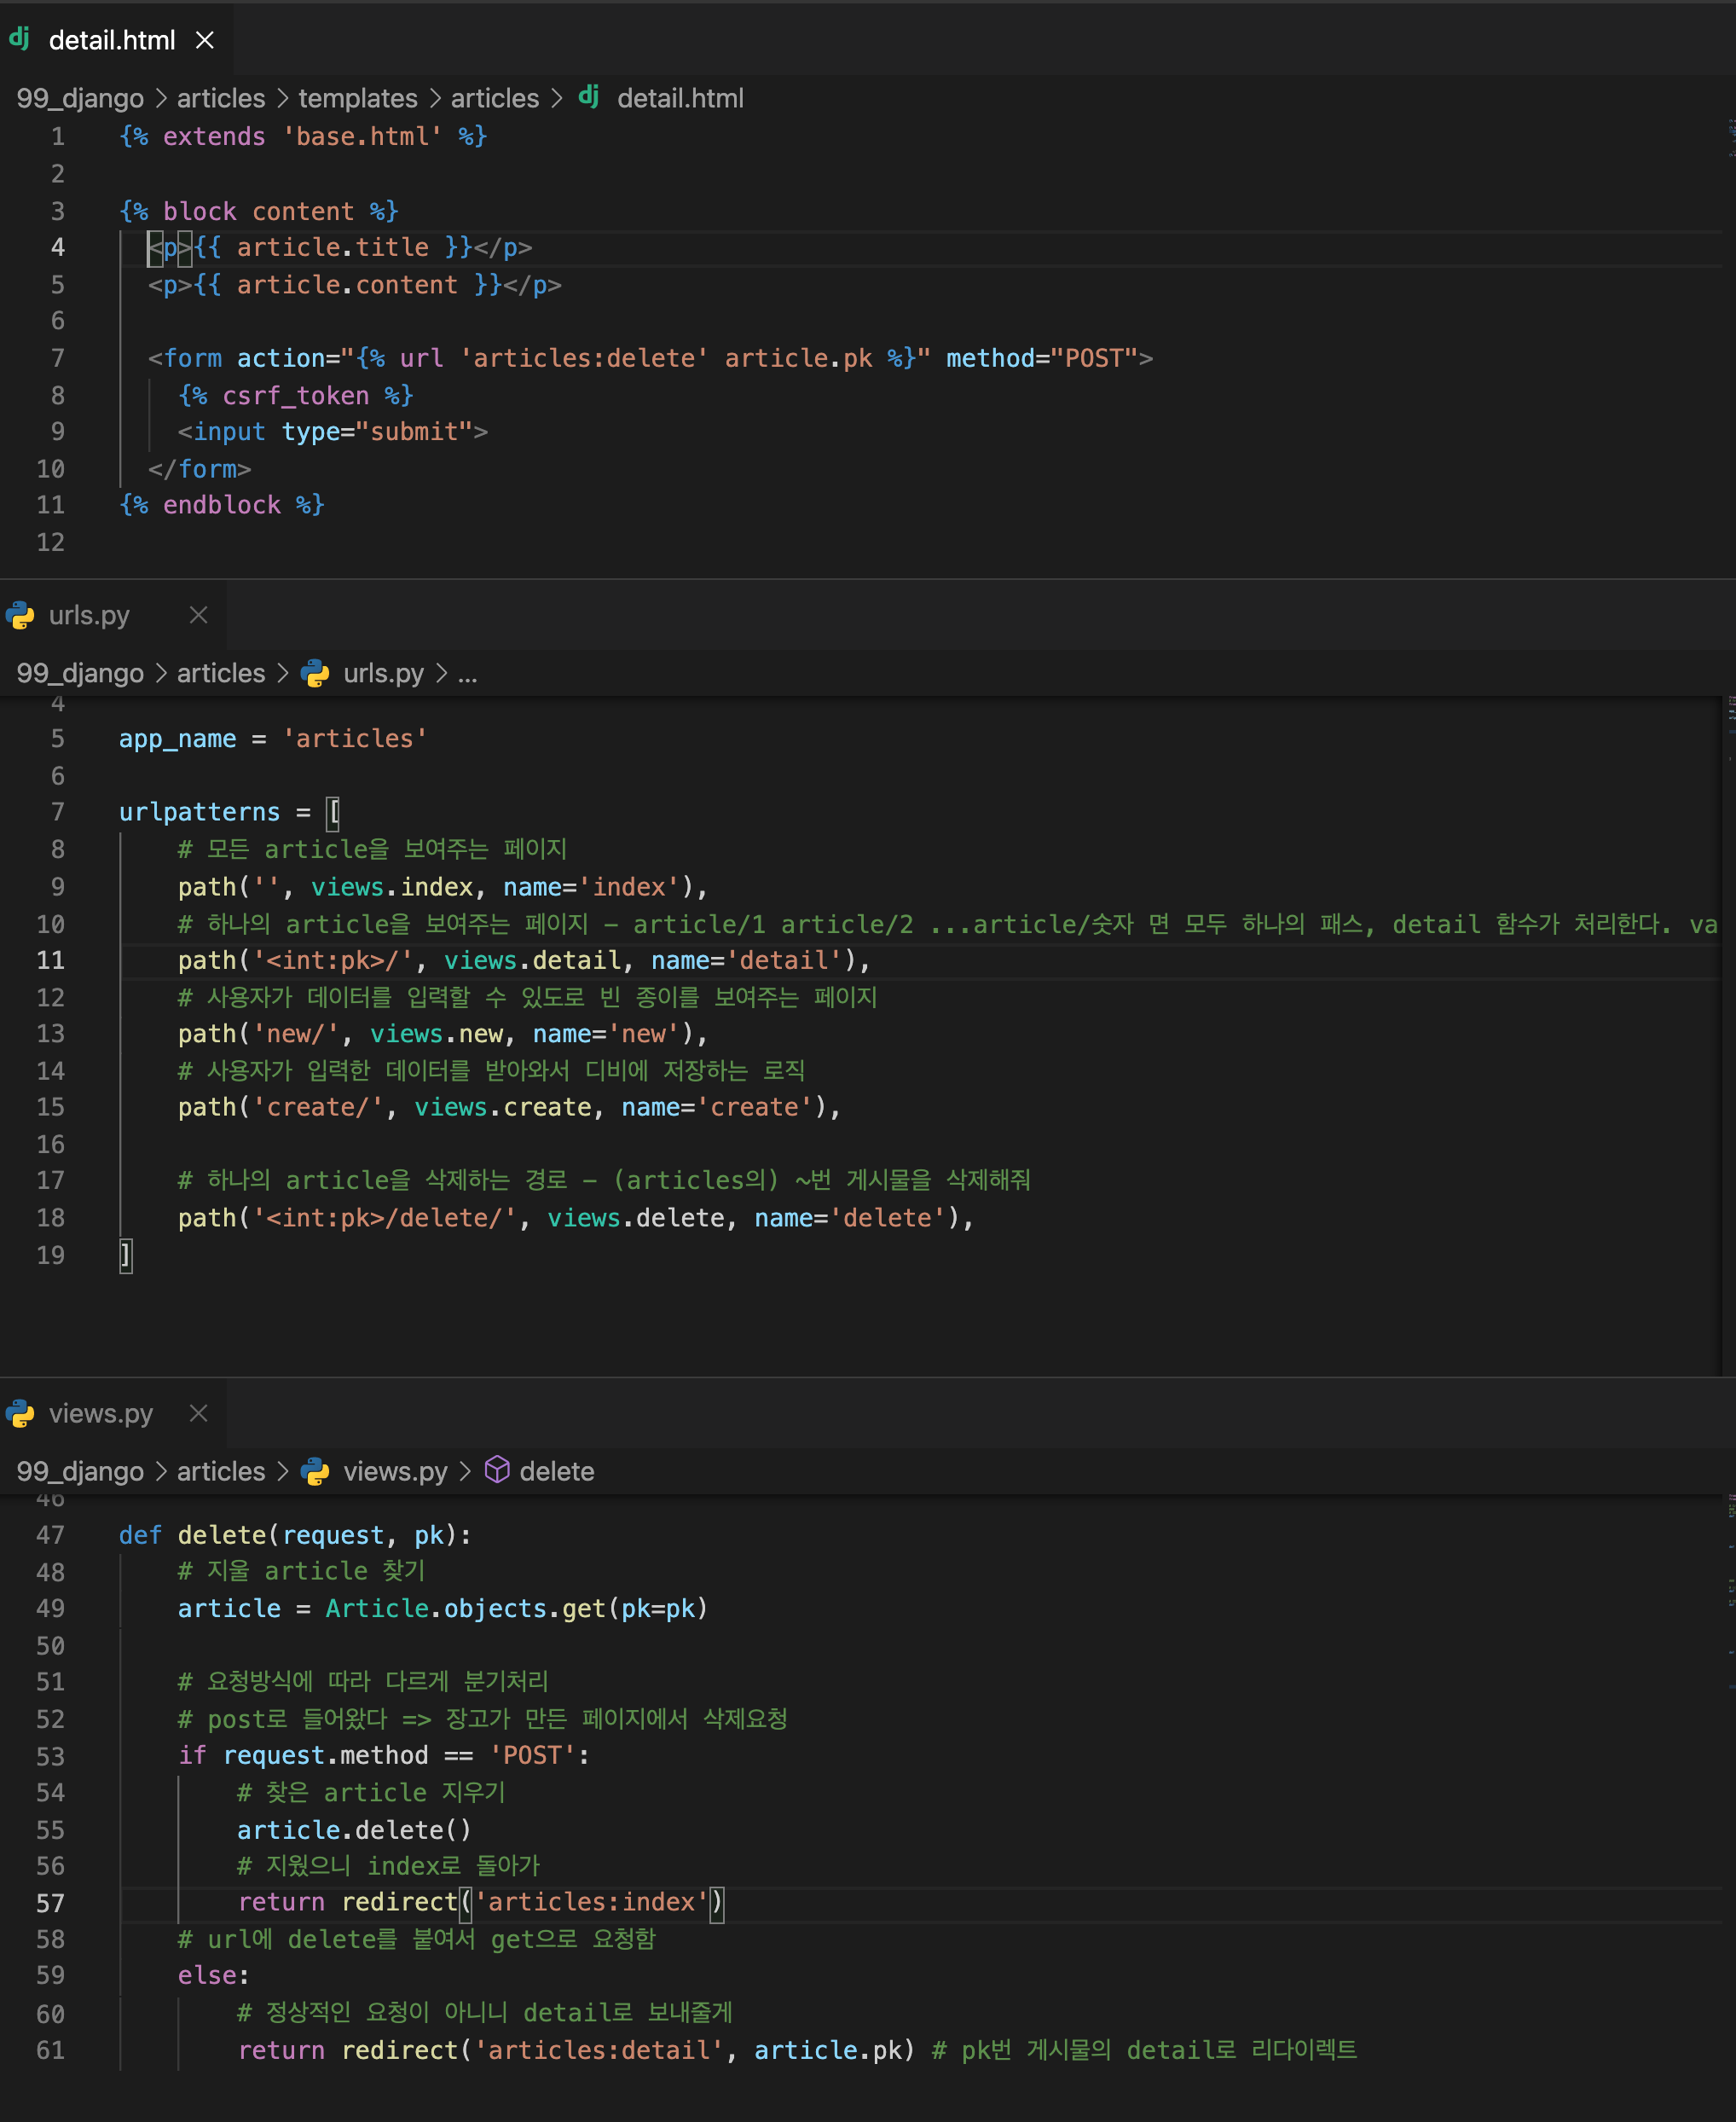 detail.html
99_django > articles > templates > articles > detail.html
1 {% extends 'base.html' %}
2
3 {% block content %}
4 <p>{{ article.title }}</p>
5 <p>{{ article.content }}</p>
6
7 <form action="{% url 'articles:delete' article.pk %}" method="POST">
8 {% csrf_token %}
9 <input type="submit">
10 </form>
11 {% endblock %}
12
urls.py
99_django > articles > urls.py > ...
4
5 app_name = 'articles'
6
7 urlpatterns = [
8 # 모든 article을 보여주는 페이지
9 path('', views.index, name='index'),
10 # 하나의 article을 보여주는 페이지 - article/1 article/2 ...article/숫자 면 모두 하나의 패스, detail 함수가 처리한다. va
11 path('<int:pk>/', views.detail, name='detail'),
12 # 사용자가 데이터를 입력할 수 있도로 빈 종이를 보여주는 페이지
13 path('new/', views.new, name='new'),
14 # 사용자가 입력한 데이터를 받아와서 디비에 저장하는 로직
15 path('create/', views.create, name='create'),
16
17 # 하나의 article을 삭제하는 경로 - (articles의) ~번 게시물을 삭제해줘
18 path('<int:pk>/delete/', views.delete, name='delete'),
19 ]
views.py
99_django > articles > views.py > delete
46
47 def delete(request, pk):
48 # 지울 article 찾기
49 article = Article.objects.get(pk=pk)
50
51 # 요청방식에 따라 다르게 분기처리
52 # post로 들어왔다 => 장고가 만든 페이지에서 삭제요청
53 if request.method == 'POST':
54 # 찾은 article 지우기
55 article.delete()
56 # 지웠으니 index로 돌아가
57 return redirect('articles:index')
58 # url에 delete를 붙여서 get으로 요청함
59 else:
60 # 정상적인 요청이 아니니 detail로 보내줄게
61 return redirect('articles:detail', article.pk) # pk번 게시물의 detail로 리다이렉트